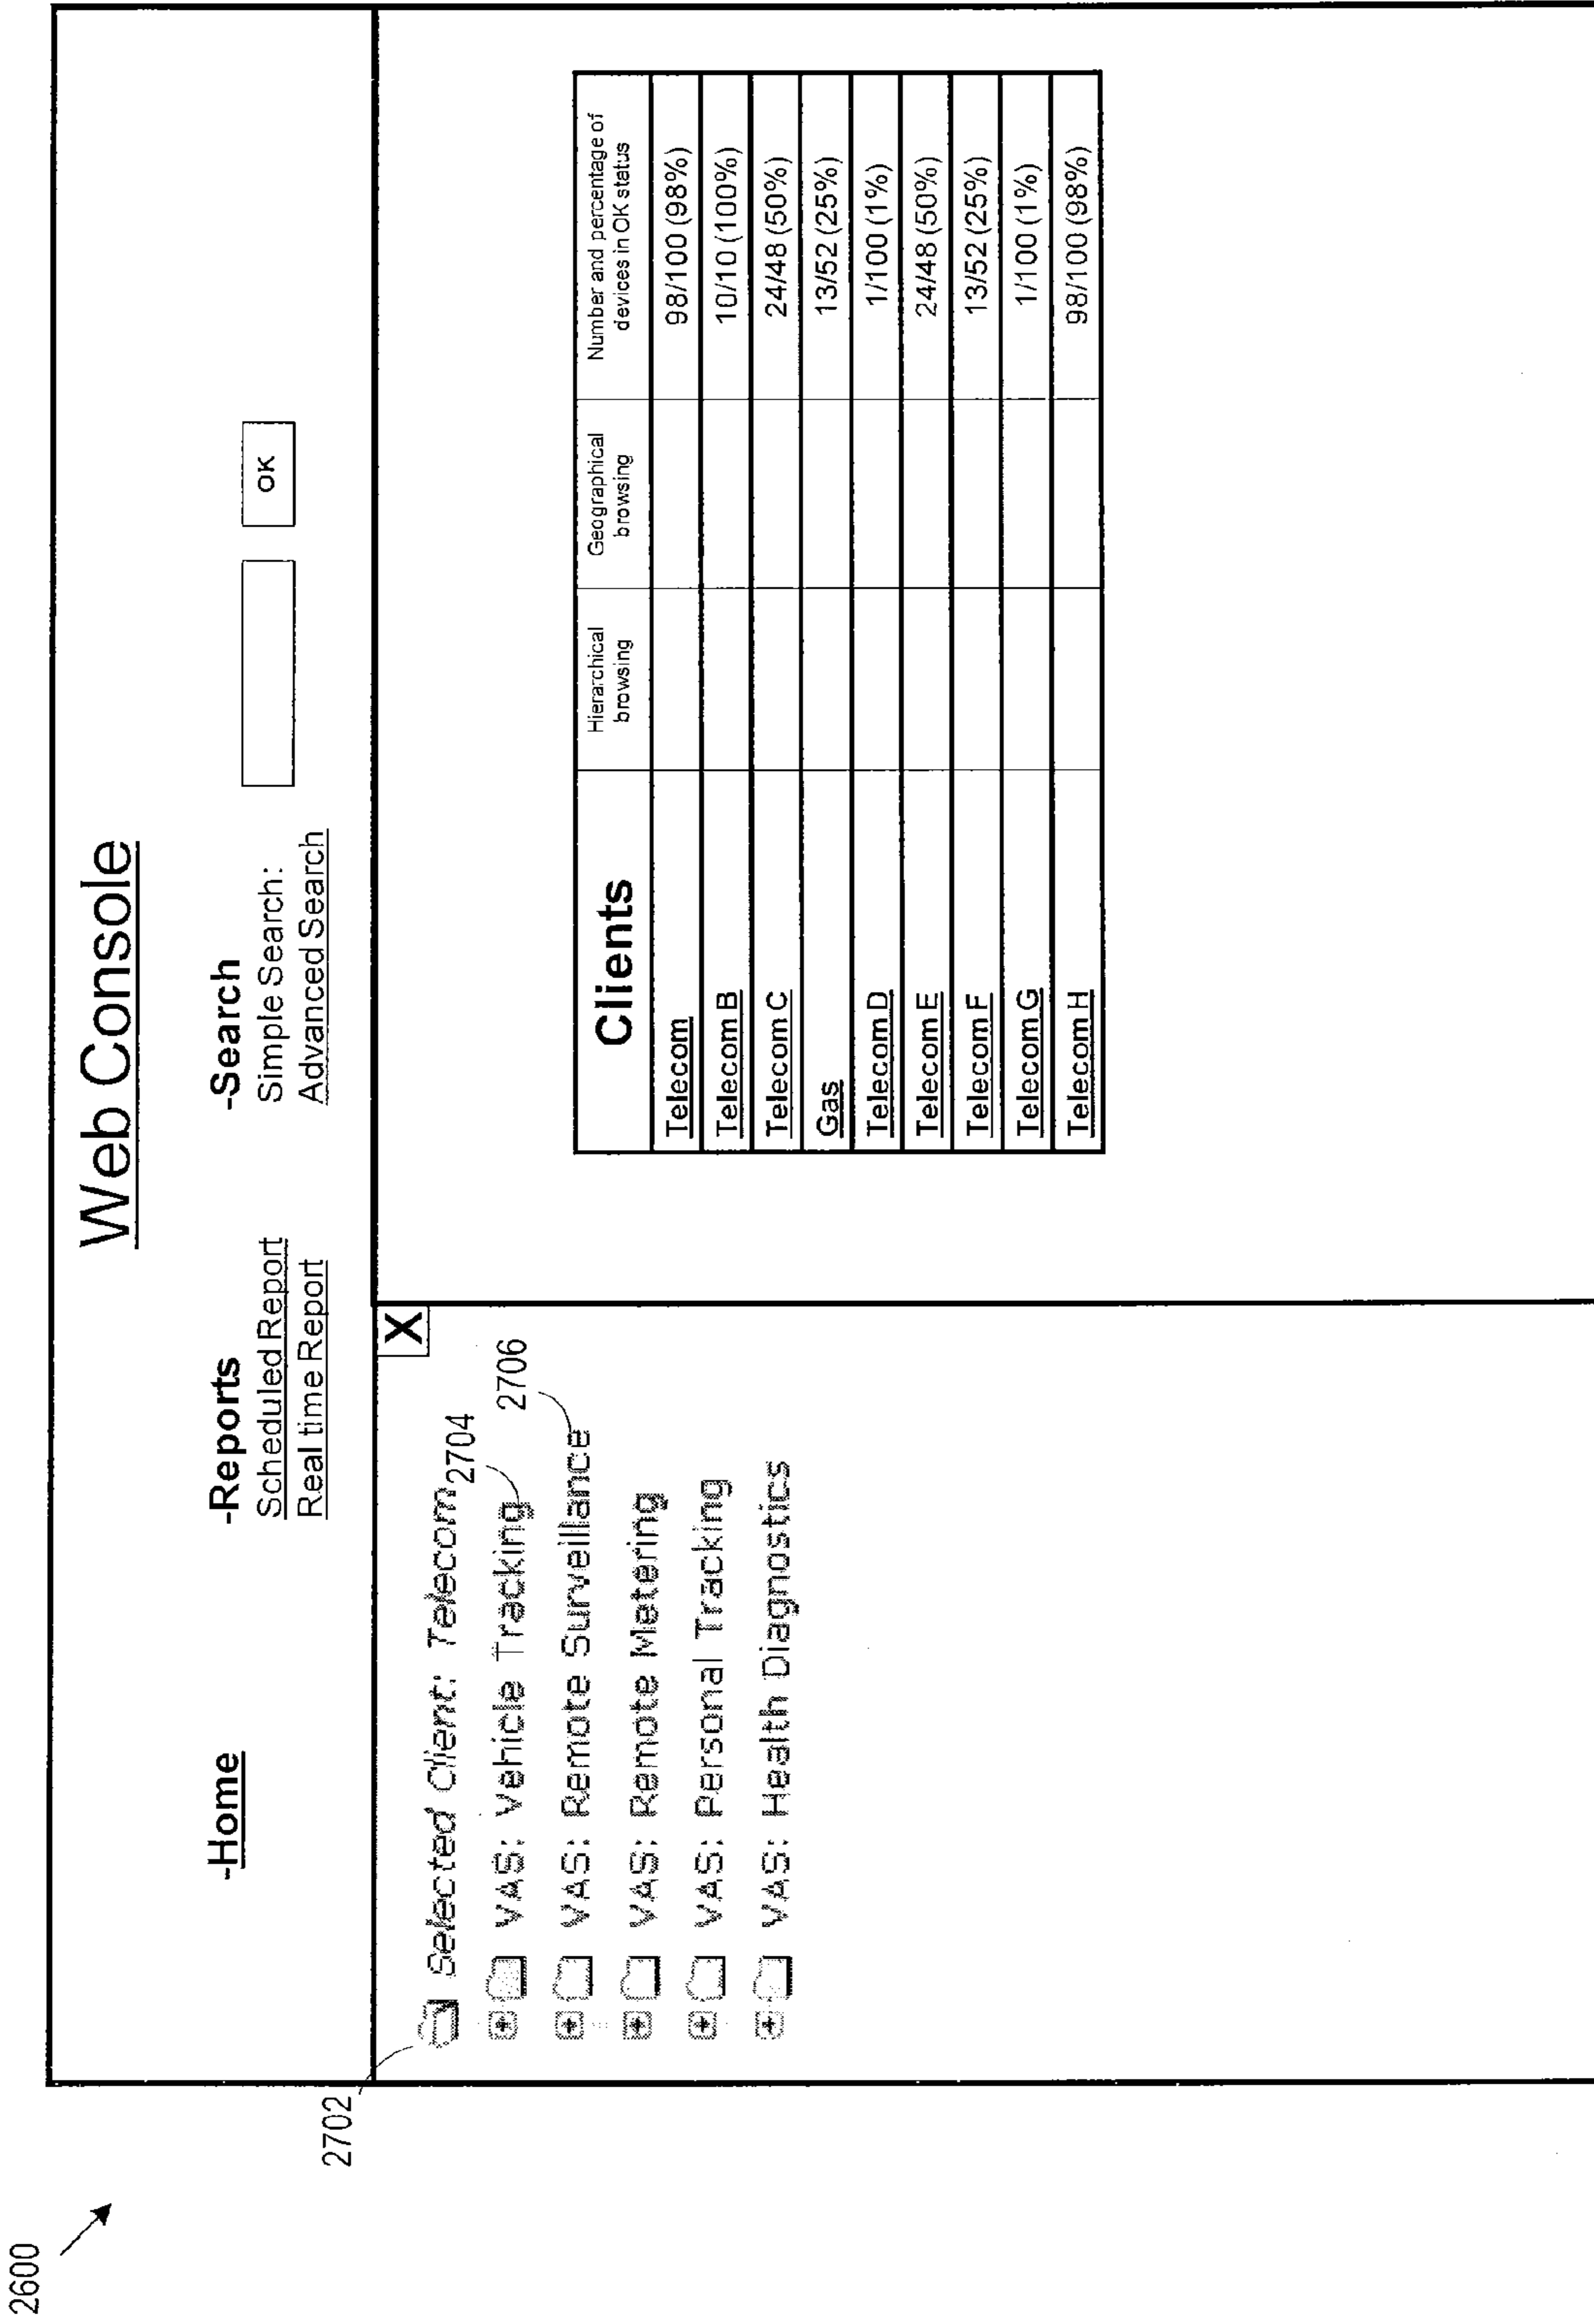 2600
Web Console
-Home
-Reports
Scheduled Report
Real time Report
-Search
Simple Search:
OK
Advanced Search
2702
X
Selected Client: Telecom
2704
VAS: Vehicle Tracking
2706
VAS: Remote Surveillance
VAS: Remote Metering
VAS: Personal Tracking
VAS: Health Diagnostics
Clients
Hierarchical
browsing
Geographical
browsing
Number and percentage of
devices in OK status
Telecom 98/100 (98%)
Telecom B 10/10 (100%)
Telecom C 24/48 (50%)
Gas 13/52 (25%)
Telecom D 1/100 (1%)
Telecom E 24/48 (50%)
Telecom F 13/52 (25%)
Telecom G 1/100 (1%)
Telecom H 98/100 (98%)